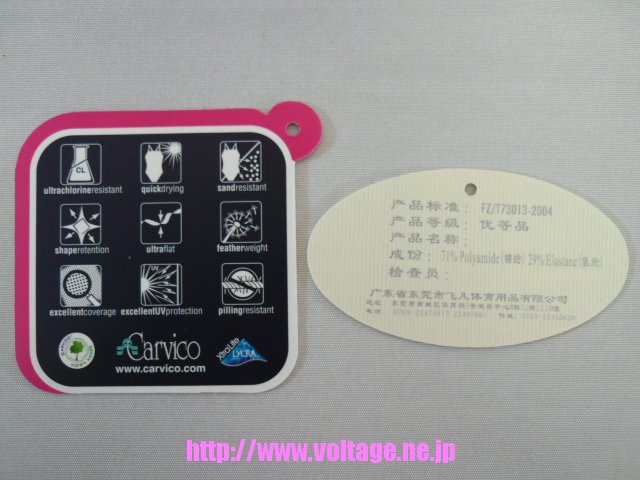 CL
ultrachlorineresistant
quickdrying
sandresistant
shaperetention
ultraflat
featherweight
excellentcoverage
excellentUVprotection
pillingresistant
Carvico
www.carvico.com
Xtra Life
LYCRA
产品标准: FZ/T73013-2004
产品等级: 优等品
产品名称:
成份: 71% Polyamide(锦纶) 29% Elastane(氨纶)
检查员:
广东省东莞市飞凡体育用品有限公司
http://www.voltage.ne.jp